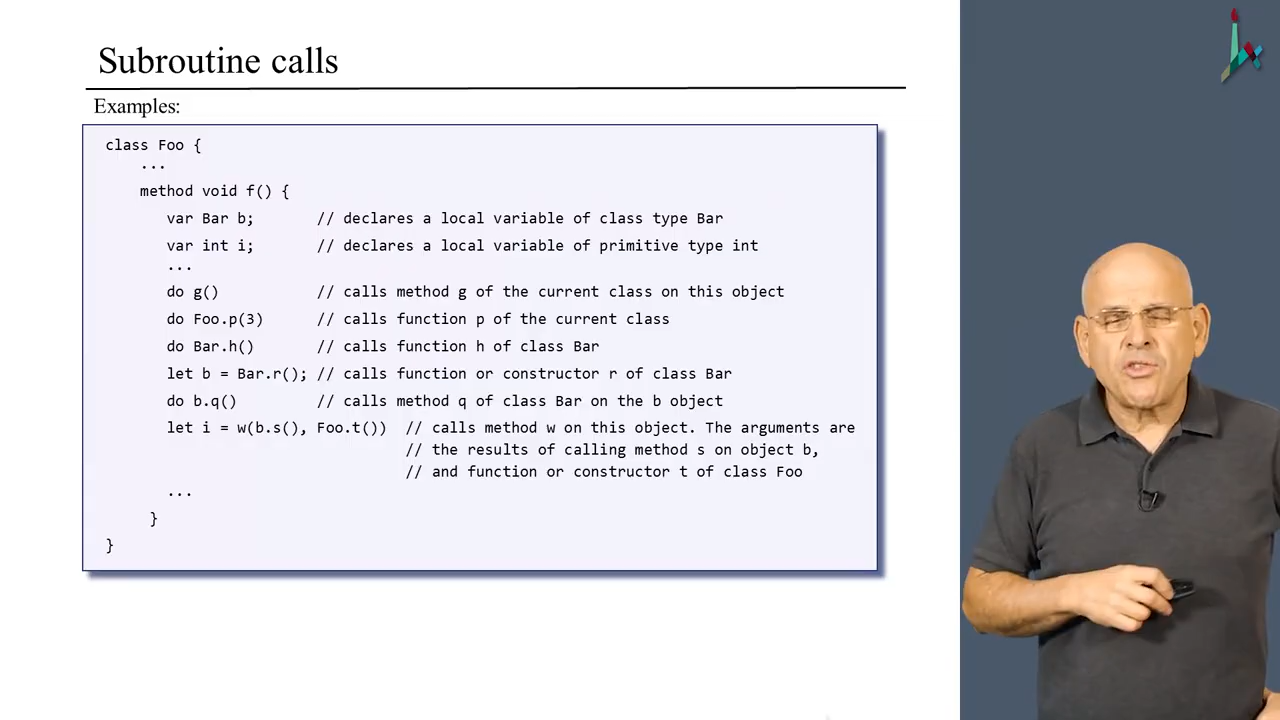 Subroutine calls
Examples:
class Foo {
...
method void f() {
var Bar b; // declares a local variable of class type Bar
var int i; // declares a local variable of primitive type int
...
do g() // calls method g of the current class on this object
do Foo.p(3) // calls function p of the current class
do Bar.h() // calls function h of class Bar
let b = Bar.r(); // calls function or constructor r of class Bar
do b.q() // calls method q of class Bar on the b object
let i = w(b.s(), Foo.t()) // calls method w on this object. The arguments are
// the results of calling method s on object b,
// and function or constructor t of class Foo
...
}
}